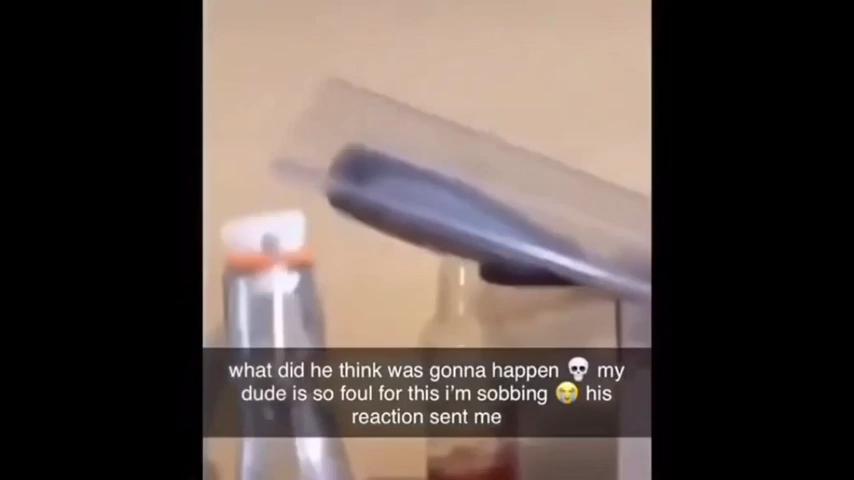 what did he think was gonna happen 💀 my
dude is so foul for this i'm sobbing 😭 his
reaction sent me